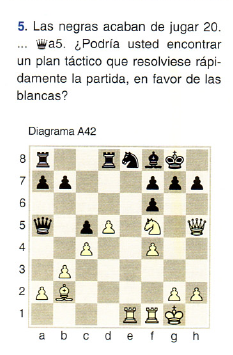 5. Las negras acaban de jugar 20.
... ♛a5. ¿Podría usted encontrar
un plan táctico que resolviese rápi-
damente la partida, en favor de las
blancas?
Diagrama A42
8
7
6
5
4
3
2
1
a b c d e f g h